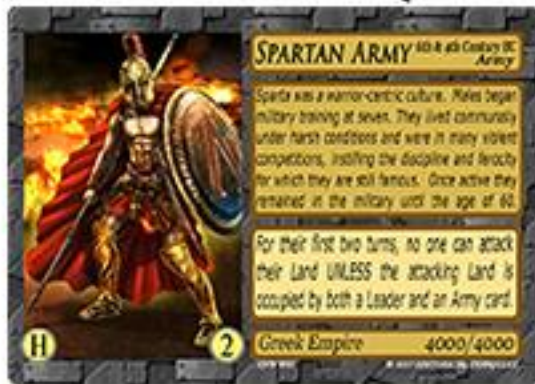 SPARTAN ARMY
Army
Sparta was a warrior-centric culture. Males began
military training at seven. They lived communally
under harsh conditions and were in many violent
competitions, instilling the discipline and ferocity
for which they are still famous. Once active they
remained in the military until the age of 60.
For their first two turns, no one can attack
their Land UNLESS the attacking Land is
occupied by both a Leader and an Army card.
H
2
Greek Empire 4000/4000